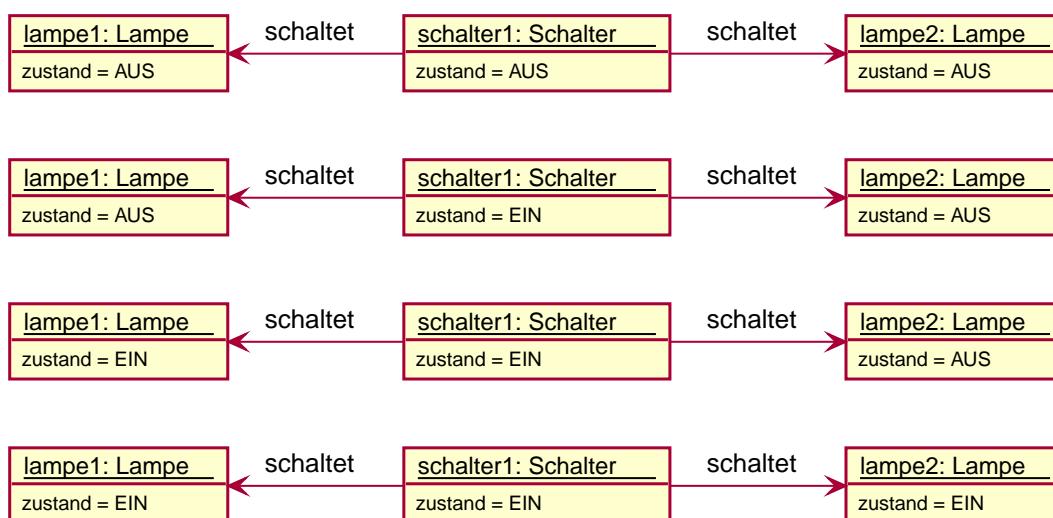 lampe1: Lampe schaltet schalter1: Schalter schaltet lampe2: Lampe
zustand = AUS zustand = AUS zustand = AUS
lampe1: Lampe schaltet schalter1: Schalter schaltet lampe2: Lampe
zustand = AUS zustand = EIN zustand = AUS
lampe1: Lampe schaltet schalter1: Schalter schaltet lampe2: Lampe
zustand = EIN zustand = EIN zustand = AUS
lampe1: Lampe schaltet schalter1: Schalter schaltet lampe2: Lampe
zustand = EIN zustand = EIN zustand = EIN